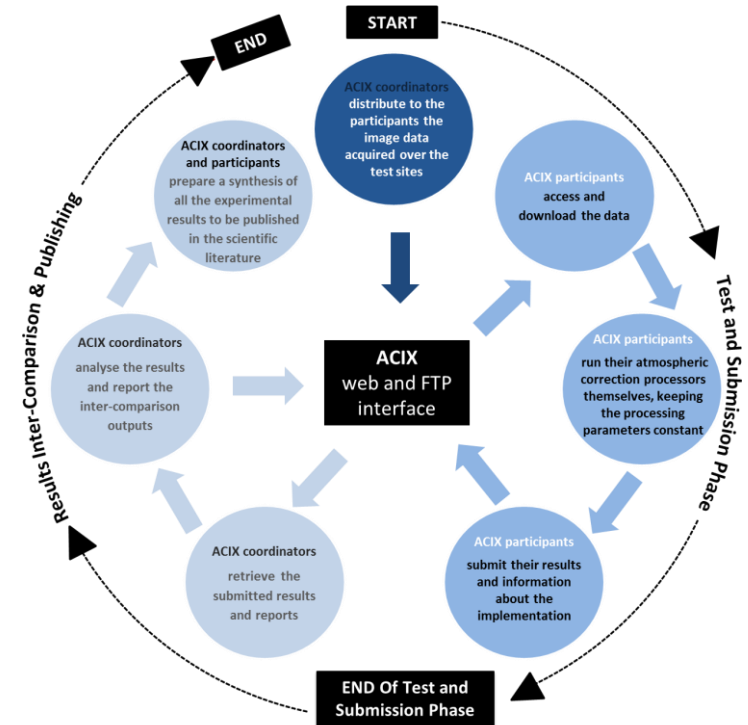 START
ACIX coordinators
distribute to the
participants the
image data
acquired over the
test sites
ACIX participants
access and
download the data
Test and Submission Phase
ACIX participants
run their atmospheric
correction processors
themselves, keeping
the processing
parameters constant
ACIX
web and FTP
interface
ACIX participants
submit their results
and information
about the
implementation
END Of Test and
Submission Phase
ACIX coordinators
retrieve the
submitted results
and reports
ACIX coordinators
analyse the results
and report the
inter-comparison
outputs
Results Inter-Comparison & Publishing
ACIX coordinators
and participants
prepare a synthesis of
all the experimental
results to be published
in the scientific
literature
END